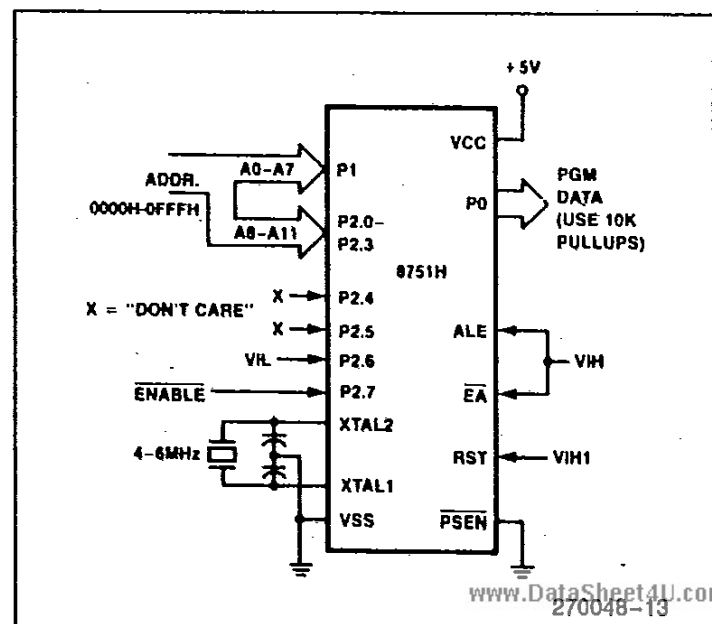 +5V
VCC
A0-A7
P1
ADDR.
0000H-0FFFH
A8-A11
P2.0-
P2.3
P0
PGM
DATA
(USE 10K
PULLUPS)
8751H
X
P2.4
X = "DON'T CARE"
X
P2.5
ALE
VIL
P2.6
VIH
ENABLE
P2.7
EA
XTAL2
4-6MHz
RST
VIH1
XTAL1
VSS
PSEN
www.DataSheet4U.com
270048-13